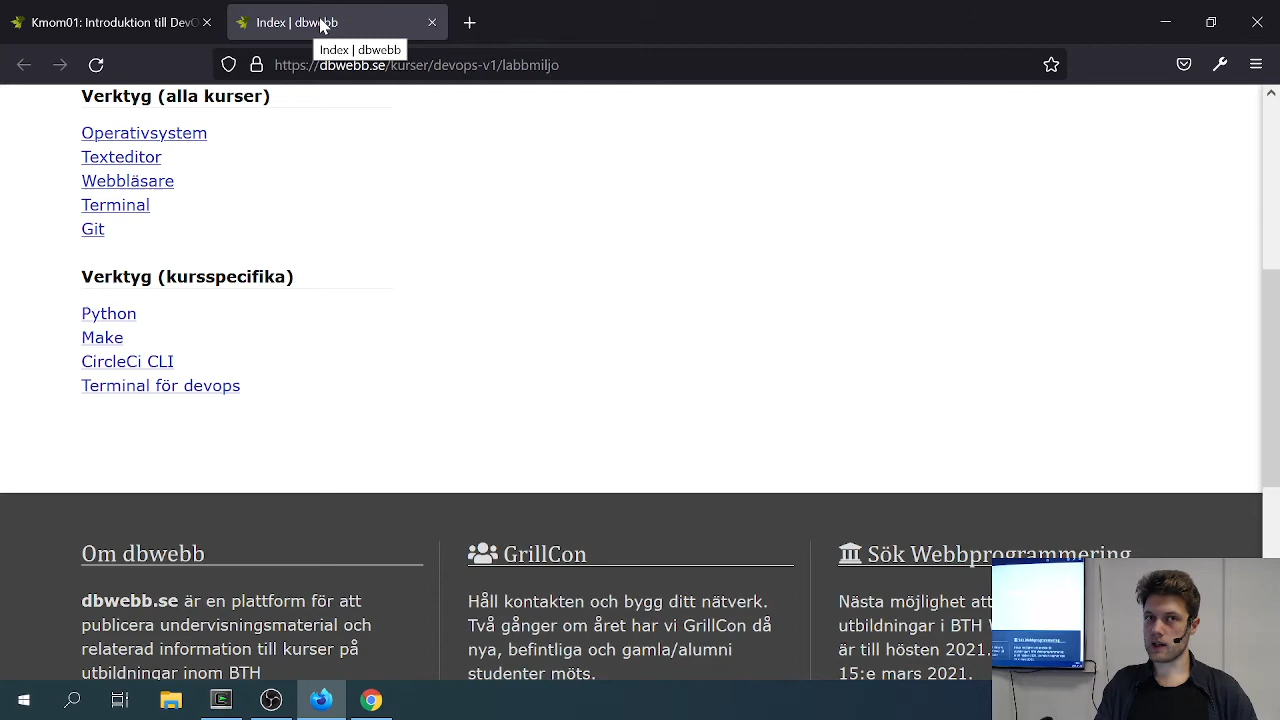 Kmom01: Introduktion till DevO
Index | dbwebb
Index | dbwebb
https://dbwebb.se/kurser/devops-v1/labbmiljo
Verktyg (alla kurser)
Operativsystem
Texteditor
Webbläsare
Terminal
Git
Verktyg (kursspecifika)
Python
Make
CircleCi CLI
Terminal för devops
Om dbwebb
dbwebb.se är en plattform för att
publicera undervisningsmaterial och
relaterad information till kurser på
utbildningar inom BTH
GrillCon
Håll kontakten och bygg ditt nätverk.
Två gånger om året har vi GrillCon då
nya, befintliga och gamla/alumni
studenter möts.
Sök Webbprogrammering
Nästa möjlighet att
utbildningar i BTH W
är till hösten 2021.
15:e mars 2021.